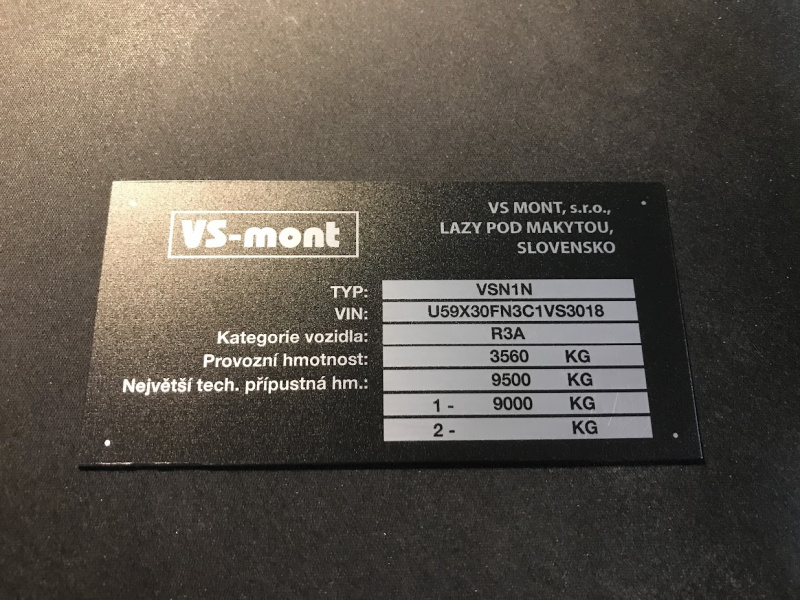 VS-mont
VS MONT, s.r.o.,
LAZY POD MAKYTOU,
SLOVENSKO
TYP: VSN1N
VIN: U59X30FN3C1VS3018
Kategorie vozidla: R3A
Provozní hmotnost: 3560 KG
Největší tech. přípustná hm.: 9500 KG
1 - 9000 KG
2 - KG